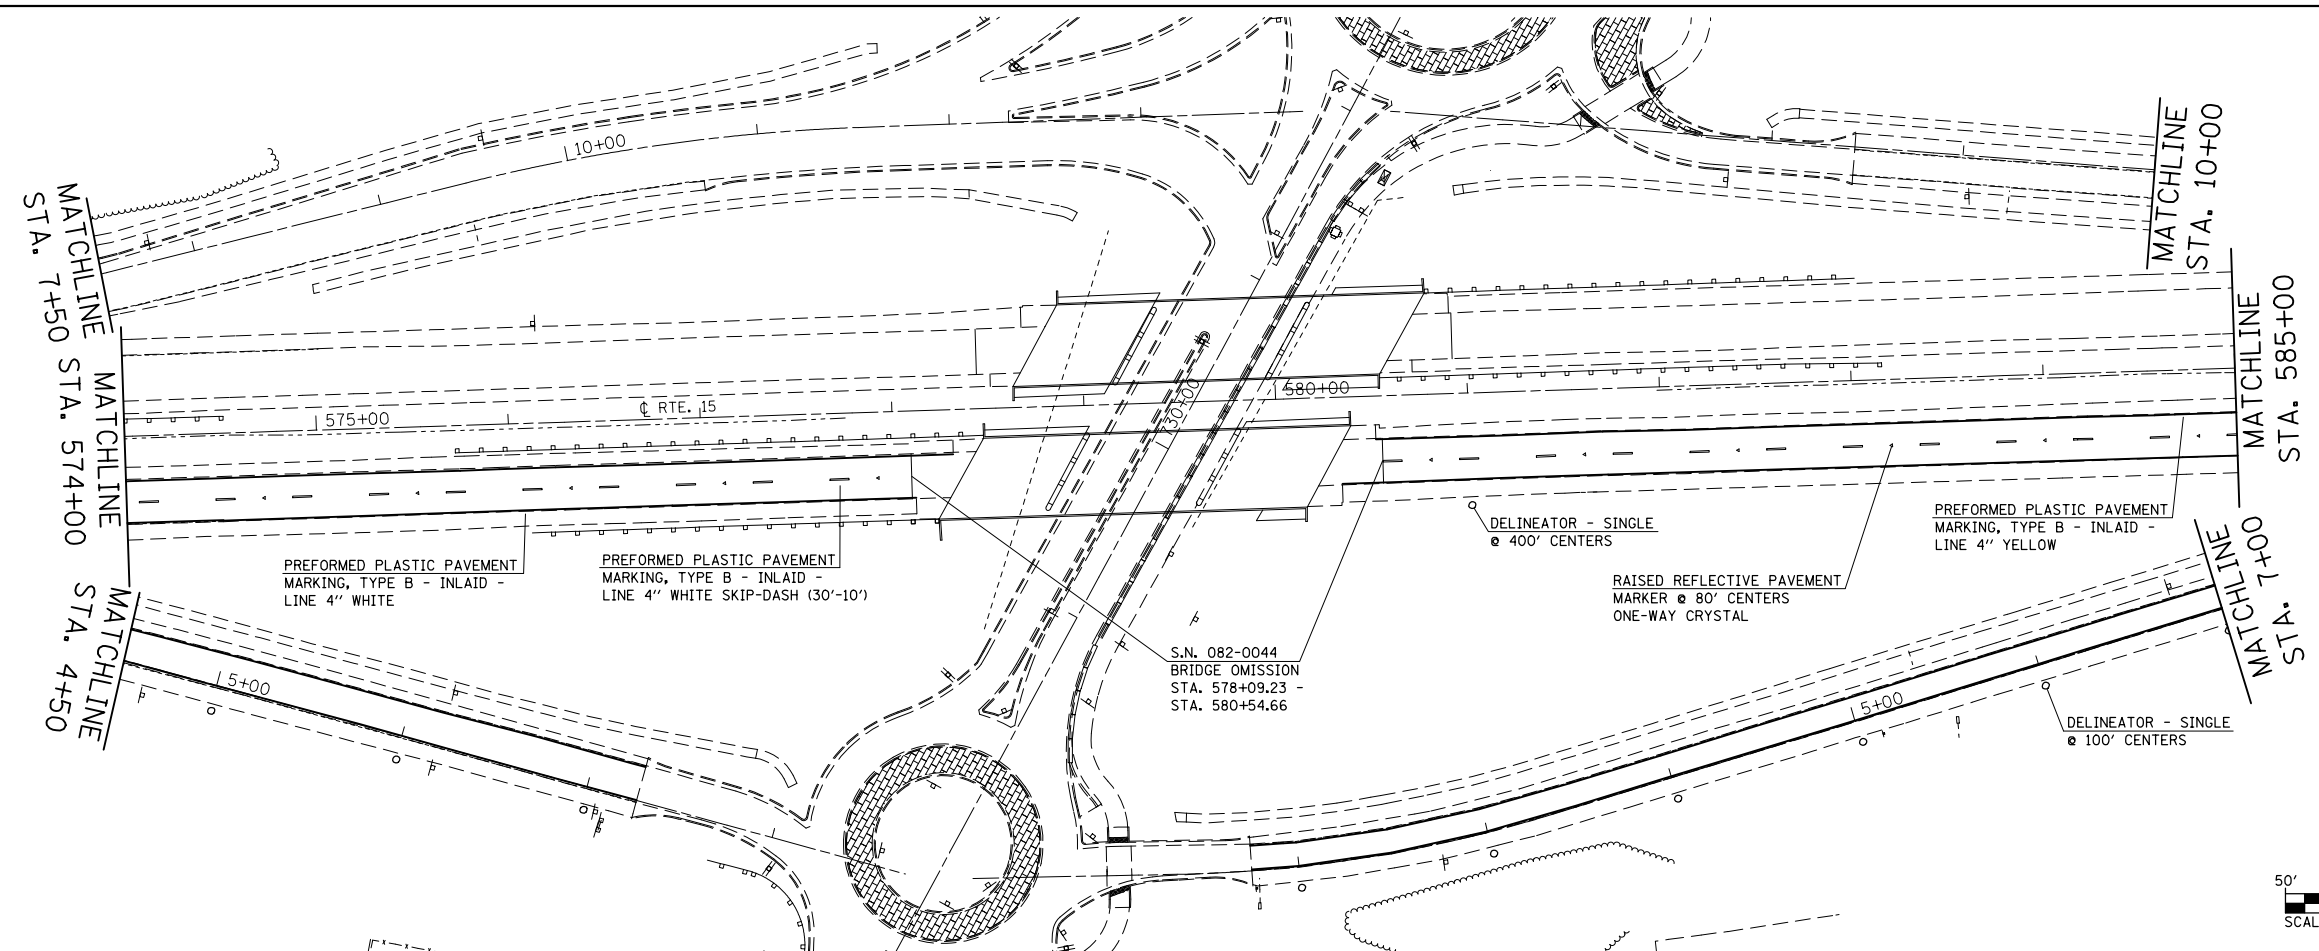 MATCHLINE
STA. 7+50
10+00
MATCHLINE
STA. 10+00
MATCHLINE
STA. 574+00
575+00
℄ RTE. 15
730+00
580+00
MATCHLINE
STA. 585+00
PREFORMED PLASTIC PAVEMENT
MARKING, TYPE B - INLAID -
LINE 4" WHITE
PREFORMED PLASTIC PAVEMENT
MARKING, TYPE B - INLAID -
LINE 4" WHITE SKIP-DASH (30'-10')
DELINEATOR - SINGLE
@ 400' CENTERS
PREFORMED PLASTIC PAVEMENT
MARKING, TYPE B - INLAID -
LINE 4" YELLOW
RAISED REFLECTIVE PAVEMENT
MARKER @ 80' CENTERS
ONE-WAY CRYSTAL
S.N. 082-0044
BRIDGE OMISSION
STA. 578+09.23 -
STA. 580+54.66
MATCHLINE
STA. 4+50
5+00
MATCHLINE
STA. 7+00
5+00
DELINEATOR - SINGLE
@ 100' CENTERS
50'
SCAL